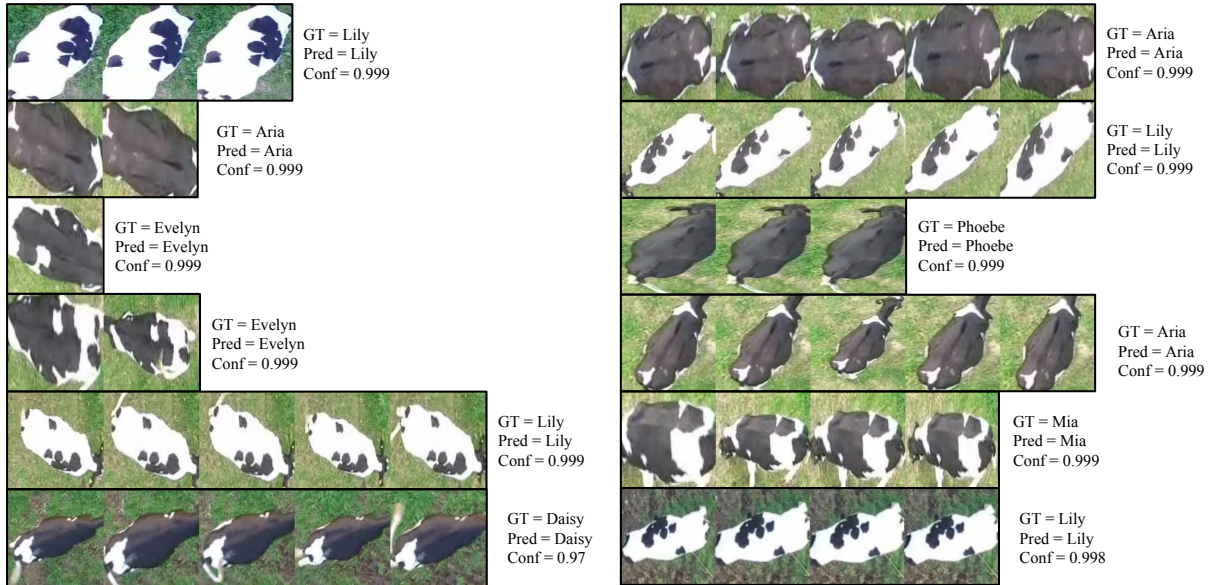 GT = Lily
Pred = Lily
Conf = 0.999
GT = Aria
Pred = Aria
Conf = 0.999
GT = Evelyn
Pred = Evelyn
Conf = 0.999
GT = Evelyn
Pred = Evelyn
Conf = 0.999
GT = Lily
Pred = Lily
Conf = 0.999
GT = Daisy
Pred = Daisy
Conf = 0.97
GT = Aria
Pred = Aria
Conf = 0.999
GT = Lily
Pred = Lily
Conf = 0.999
GT = Phoebe
Pred = Phoebe
Conf = 0.999
GT = Aria
Pred = Aria
Conf = 0.999
GT = Mia
Pred = Mia
Conf = 0.999
GT = Lily
Pred = Lily
Conf = 0.998